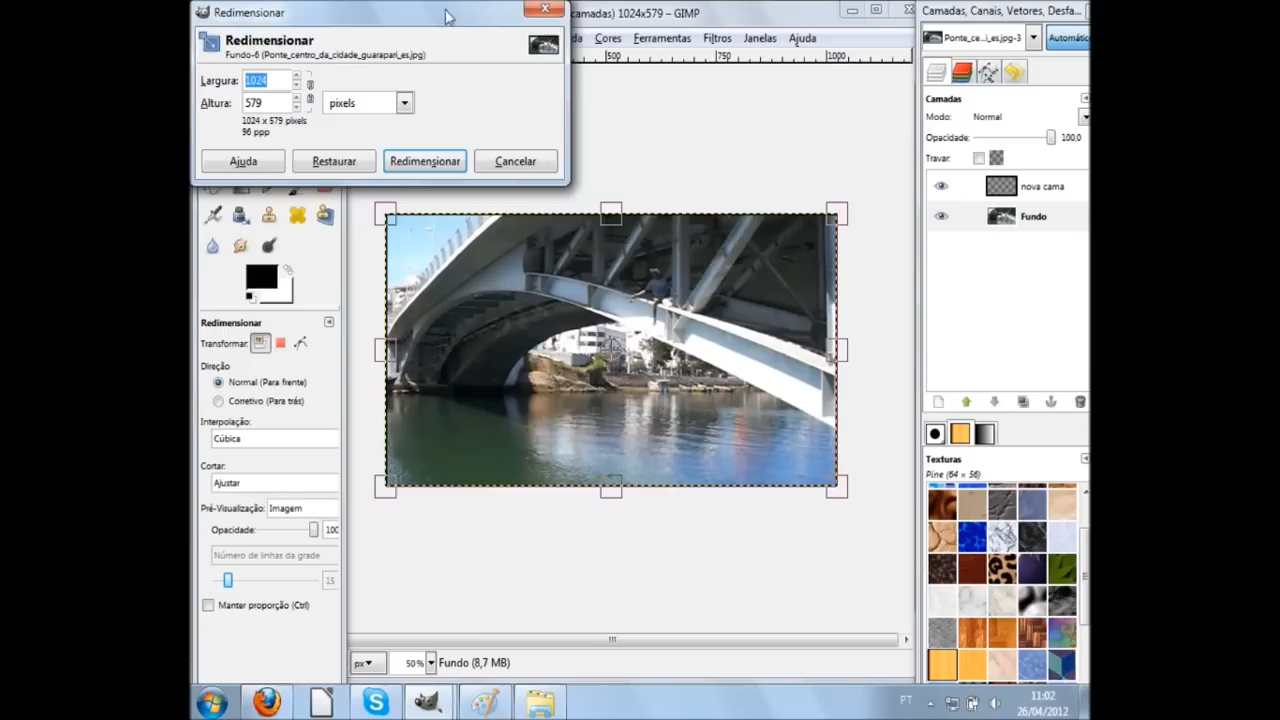 Redimensionar
camadas) 1024x579 – GIMP
Camadas, Canais, Vetores, Desfa...
Redimensionar
Fundo-6 (Ponte_centro_da_cidade_guarapari_es.jpg)
da Cores Ferramentas Filtros Janelas Ajuda
Ponte_ce...i_es.jpg-3
Automátic
500 750 1000
Largura: 1024
Altura: 579 pixels
1024 x 579 pixels
96 ppp
Ajuda Restaurar Redimensionar Cancelar
Camadas
Modo: Normal
Opacidade: 100,0
Travar:
nova cama
Fundo
Redimensionar
Transformar:
Direção
Normal (Para frente)
Corretivo (Para trás)
Interpolação:
Cúbica
Cortar:
Ajustar
Pré-Visualização: Imagem
Opacidade: 100
Número de linhas da grade
15
Manter proporção (Ctrl)
Texturas
Pine (64 × 56)
px 50% Fundo (8,7 MB)
PT
11:02
26/04/2012